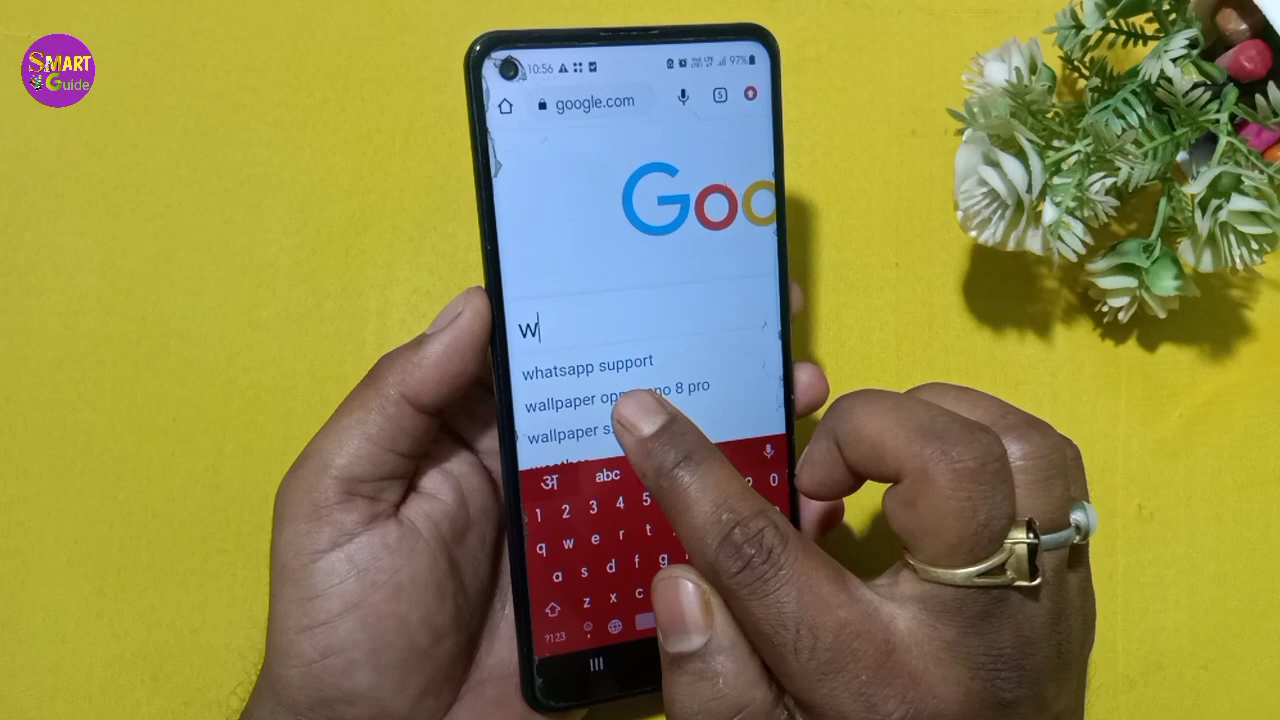 SMART
Guide
10:56
97%
google.com
5
Goo
w
whatsapp support
wallpaper 8 pro
wallpaper
अ abc
1 2 3 4 5 0
q w e r t
a s d f g
z x c
?123